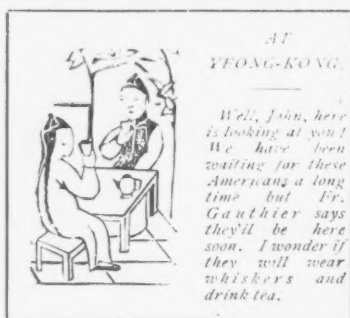 AT
YEONG-KONG.
Well, John, here
is looking at you!
We have been
waiting for these
Americans a long
time but Fr.
Gauthier says
they'll be here
soon. I wonder if
they will wear
whiskers and
drink tea.